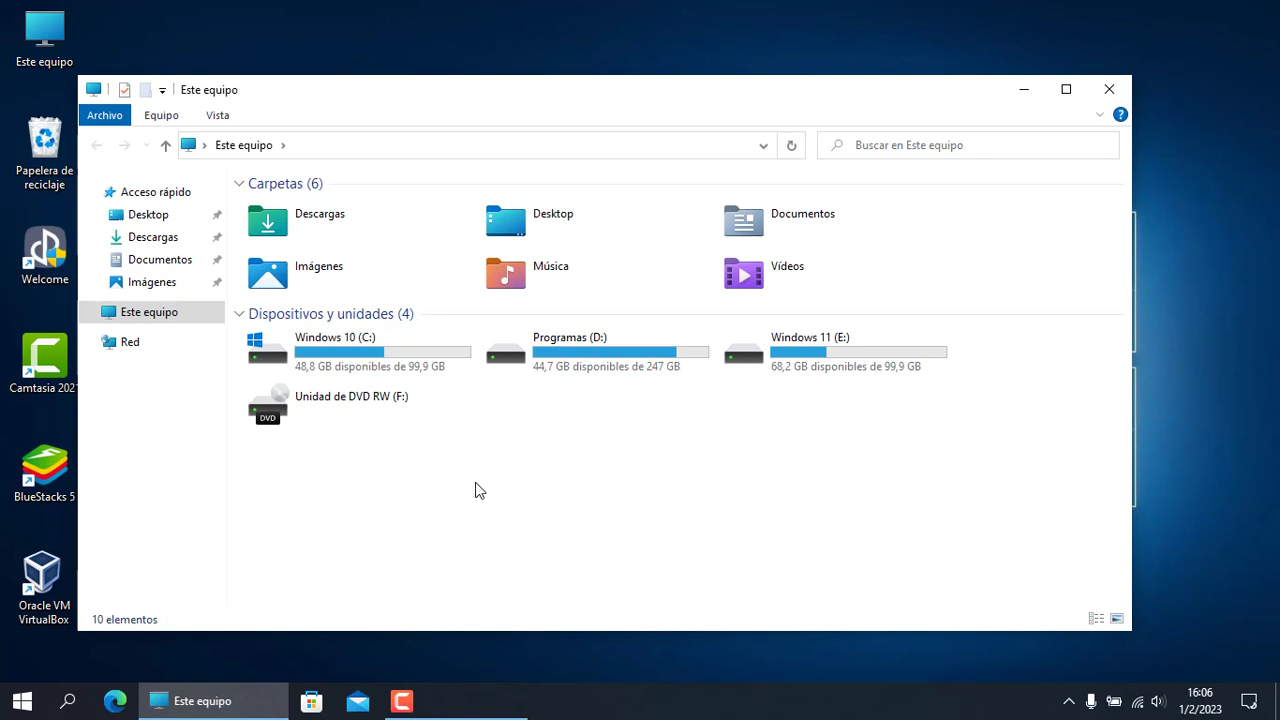 Este equipo
Papelera de
reciclaje
Welcome
Camtasia 2021
BlueStacks 5
Oracle VM
VirtualBox
Este equipo
Archivo
Equipo
Vista
Este equipo
Buscar en Este equipo
Acceso rápido
Desktop
Descargas
Documentos
Imágenes
Este equipo
Red
Carpetas (6)
Descargas
Desktop
Documentos
Imágenes
Música
Vídeos
Dispositivos y unidades (4)
Windows 10 (C:)
48,8 GB disponibles de 99,9 GB
Programas (D:)
44,7 GB disponibles de 247 GB
Windows 11 (E:)
68,2 GB disponibles de 99,9 GB
DVD
Unidad de DVD RW (F:)
10 elementos
Este equipo
16:06
1/2/2023